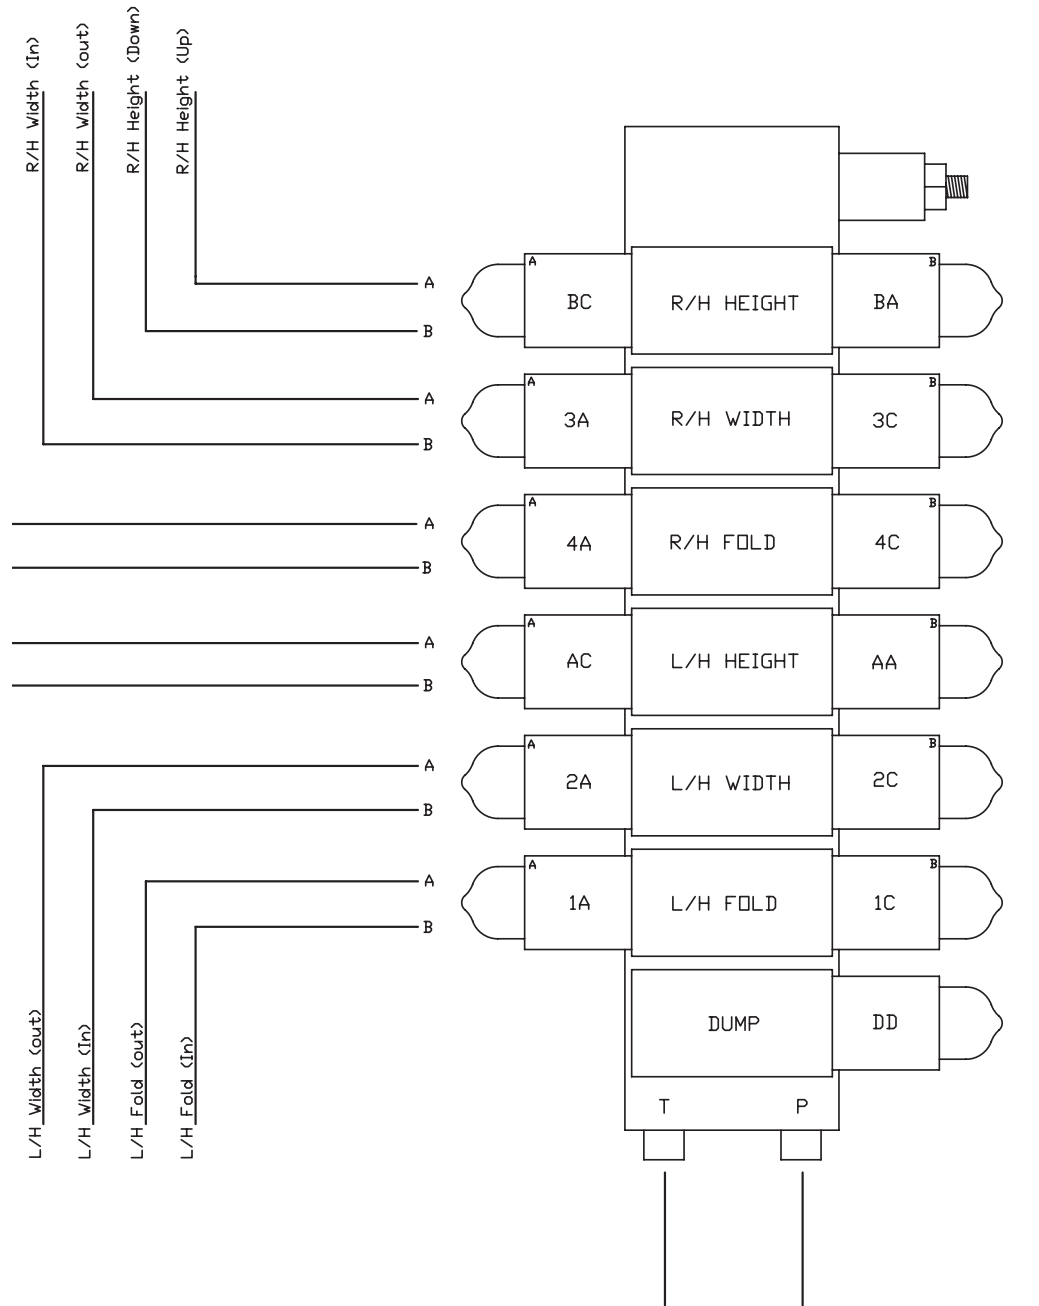 R/H Width (In)
R/H Width (out)
R/H Height (Down)
R/H Height (Up)
A
A
B
BC
R/H HEIGHT
BA
A
B
A
B
3A
R/H WIDTH
3C
A
B
A
B
4A
R/H FOLD
4C
A
B
A
B
AC
L/H HEIGHT
AA
A
B
A
B
2A
L/H WIDTH
2C
A
B
A
B
1A
L/H FOLD
1C
A
B
DUMP
DD
L/H Width (out)
L/H Width (In)
L/H Fold (out)
L/H Fold (In)
T
P